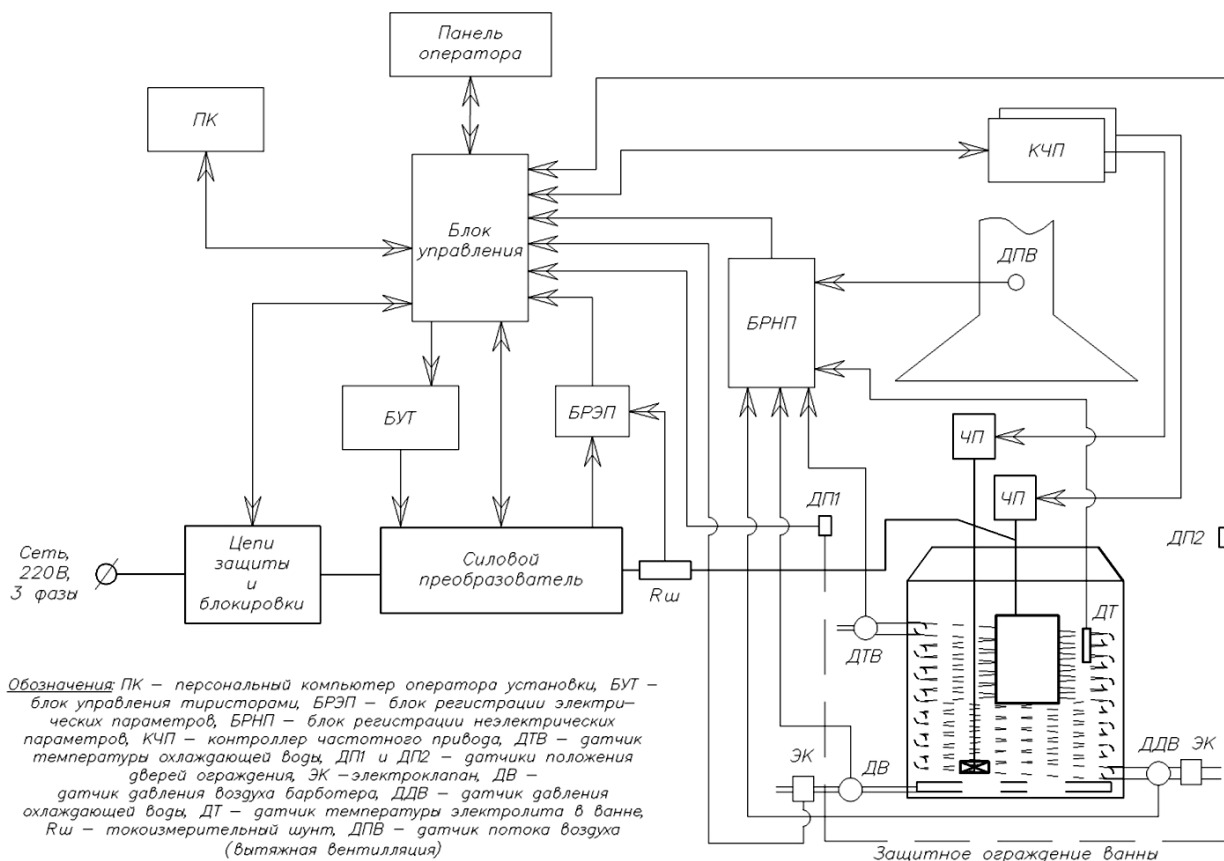 Панель
оператора
ПК
КЧП
Блок
управления
ДПВ
БРНП
БУТ
БРЭП
ЧП
ЧП
ДП1
ДП2
Сеть,
220В,
3 фазы
Цепи
защиты
и
блокировки
Силовой
преобразователь
Rш
ДТ
ДТВ
ЭК
ДВ
ДДВ
ЭК
Обозначения: ПК – персональный компьютер оператора установки, БУТ –
блок управления тиристорами, БРЭП – блок регистрации электри-
ческих параметров, БРНП – блок регистрации неэлектрических
параметров, КЧП – контроллер частотного привода, ДТВ – датчик
температуры охлаждающей воды, ДП1 и ДП2 – датчики положения
дверей ограждения, ЭК –электроклапан, ДВ –
датчик давления воздуха барботера, ДДВ – датчик давления
охлаждающей воды, ДТ – датчик температуры электролита в ванне,
Rш – токоизмерительный шунт, ДПВ – датчик потока воздуха
(вытяжная вентилляция)
Защитное ограждение ванны